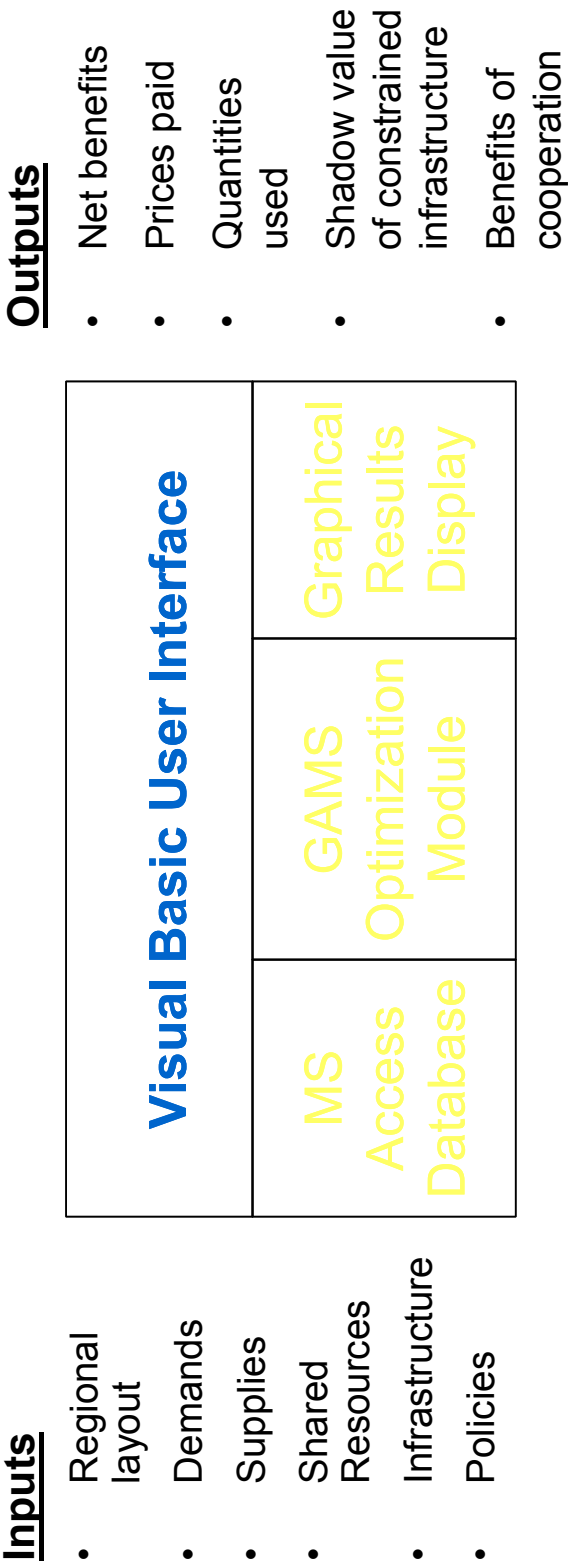 Inputs
• Regional
layout
• Demands
• Supplies
• Shared
Resources
• Infrastructure
• Policies
Visual Basic User Interface
MS
Access
Database
GAMS
Optimization
Module
Graphical
Results
Display
Outputs
• Net benefits
• Prices paid
• Quantities
used
• Shadow value
of constrained
infrastructure
• Benefits of
cooperation